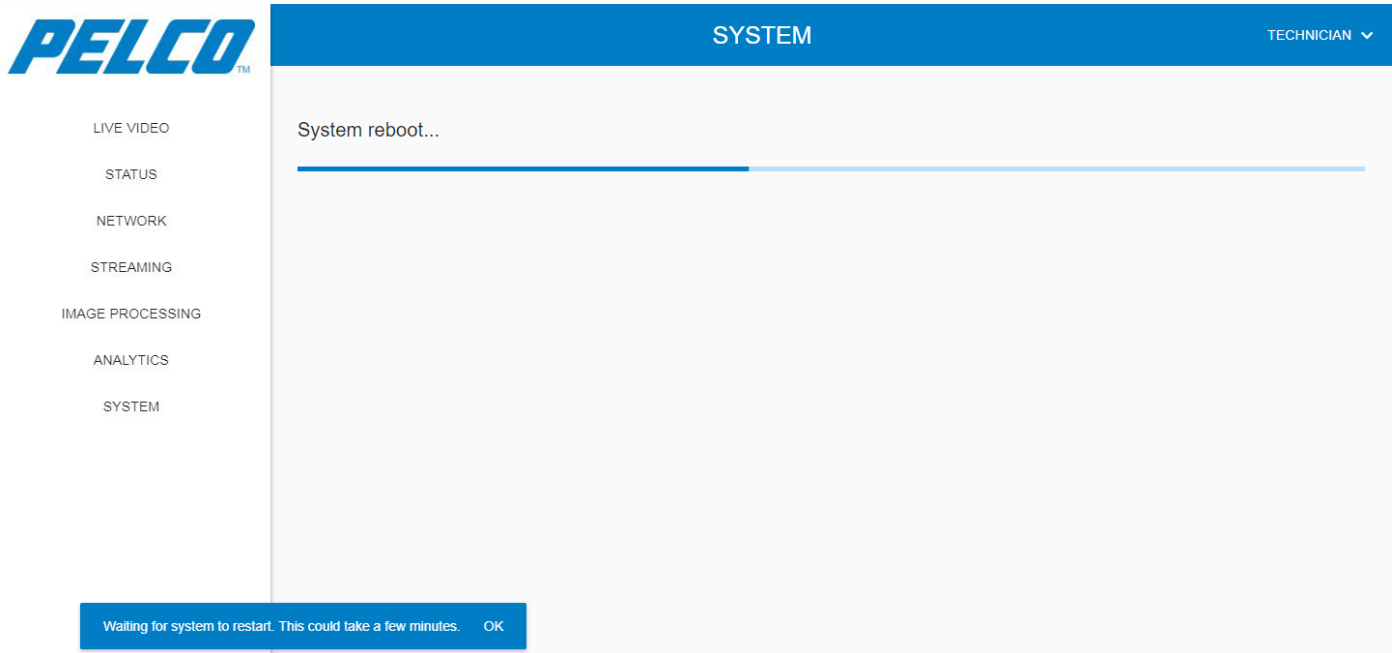 PELCO TM
SYSTEM
TECHNICIAN
LIVE VIDEO
STATUS
NETWORK
STREAMING
IMAGE PROCESSING
ANALYTICS
SYSTEM
System reboot...
Waiting for system to restart. This could take a few minutes. OK